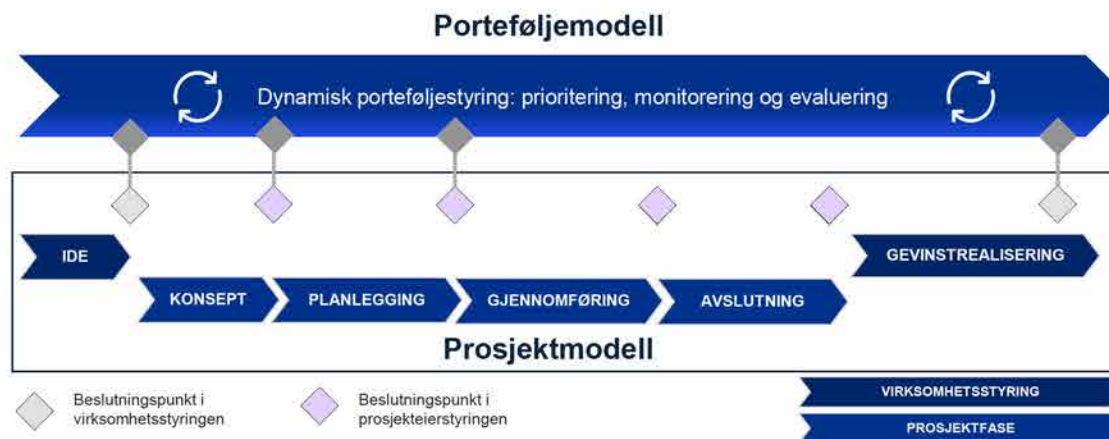 Porteføljemodell
Dynamisk porteføljestyring: prioritering, monitorering og evaluering
IDE
GEVINSTREALISERING
KONSEPT
PLANLEGGING
GJENNOMFØRING
AVSLUTNING
Prosjektmodell
Beslutningspunkt i
virksomhetsstyringen
Beslutningspunkt i
prosjekteierstyringen
VIRKSOMHETSSTYRING
PROSJEKTFASE